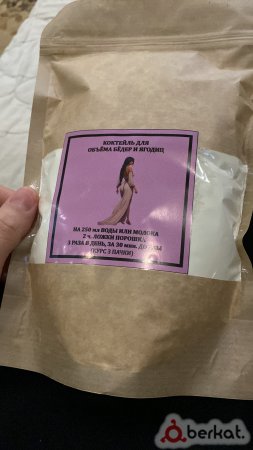 КОКТЕЙЛЬ ДЛЯ
ОБЪЁМА БЁДЕР И ЯГОДИЦ
НА 250 мл ВОДЫ ИЛИ МОЛОКА
2 ч. ЛОЖКИ ПОРОШКА
3 РАЗА В ДЕНЬ, ЗА 30 мин. ДО ЕДЫ
(КУРС 3 ПАЧКИ)
berkat.